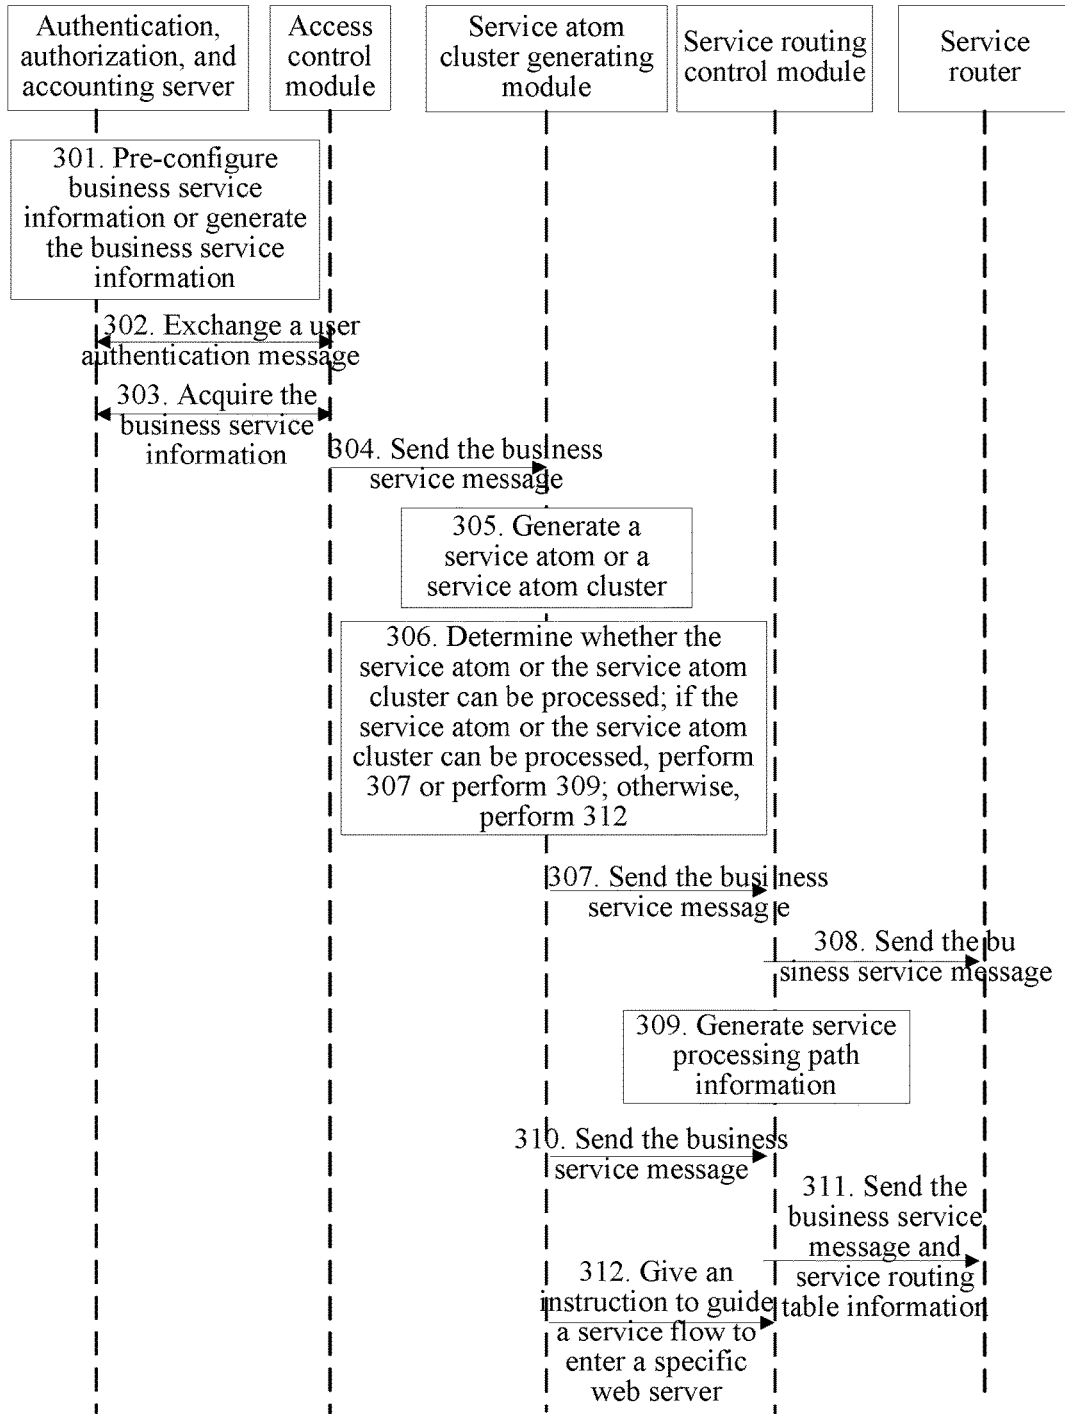 Authentication,
authorization, and
accounting server
Access
control
module
Service atom
cluster generating
module
Service routing
control module
Service
router
301. Pre-configure
business service
information or generate
the business service
information
302. Exchange a user
authentication message
303. Acquire the
business service
information
304. Send the business
service message
305. Generate a
service atom or a
service atom cluster
306. Determine whether the
service atom or the service atom
cluster can be processed; if the
service atom or the service atom
cluster can be processed, perform
307 or perform 309; otherwise,
perform 312
307. Send the business
service message
308. Send the bu
siness service message
309. Generate service
processing path
information
310. Send the business
service message
311. Send the
business service
message and
service routing
table information
312. Give an
instruction to guide
a service flow to
enter a specific
web server